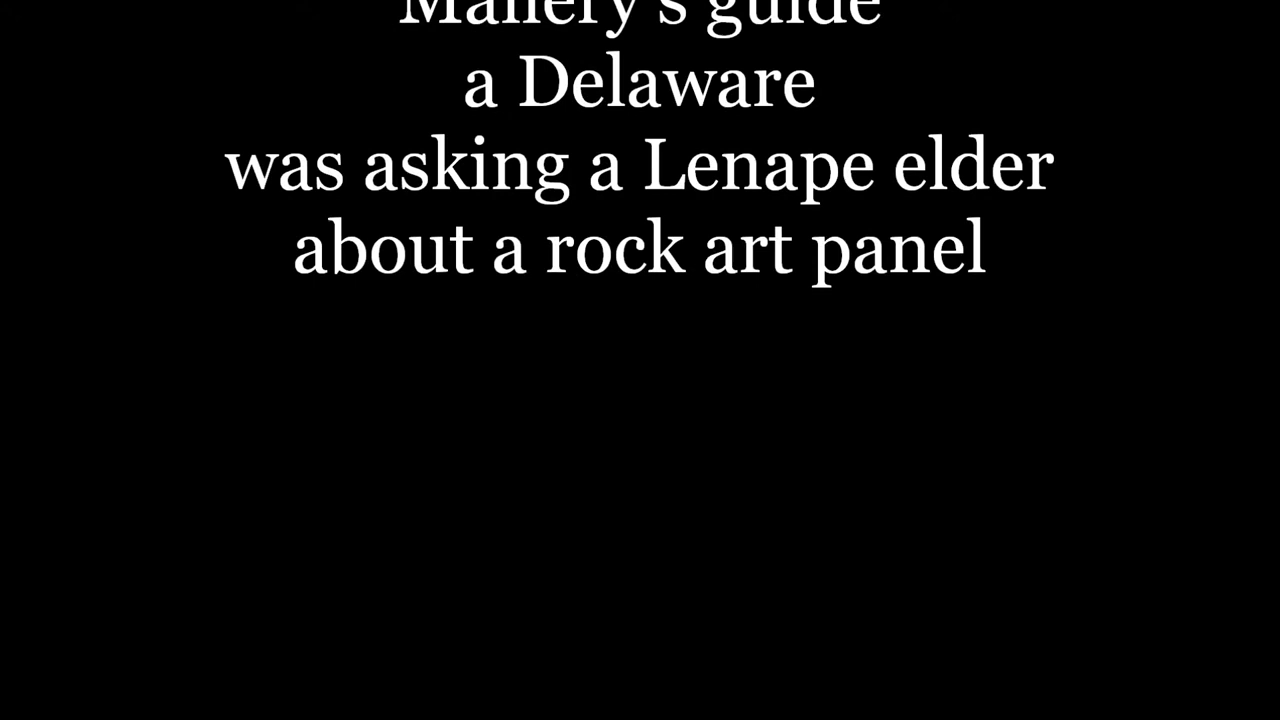 Mallery's guide
a Delaware
was asking a Lenape elder
about a rock art panel